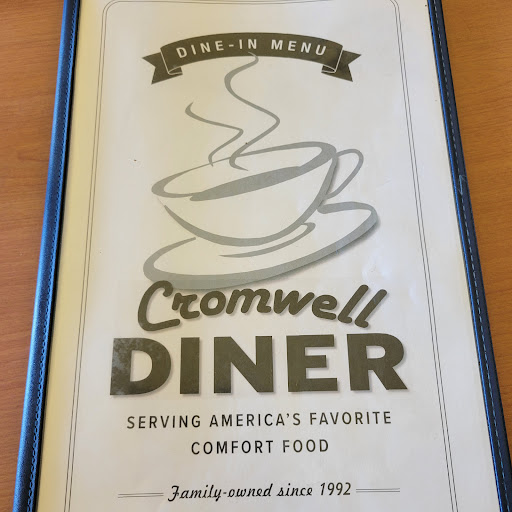 DINE-IN MENU
Cromwell
DINER
SERVING AMERICA'S FAVORITE
COMFORT FOOD
Family-owned since 1992